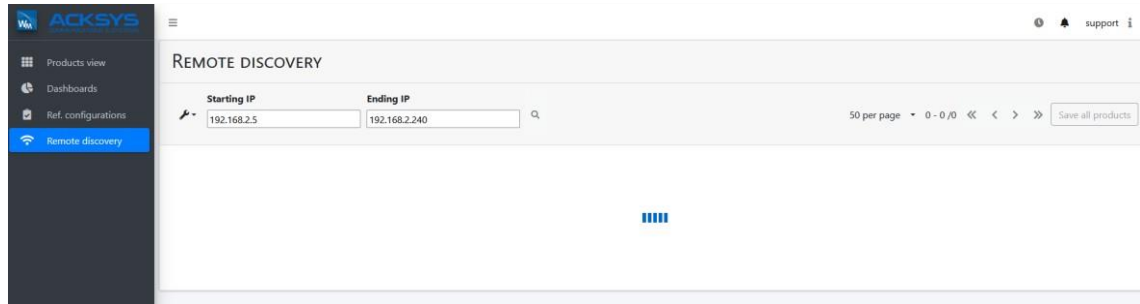 WM ACKSYS
support
Products view
Dashboards
Ref. configurations
Remote discovery
REMOTE DISCOVERY
Starting IP
Ending IP
192.168.2.5
192.168.2.240
50 per page 0 - 0 /0 Save all products